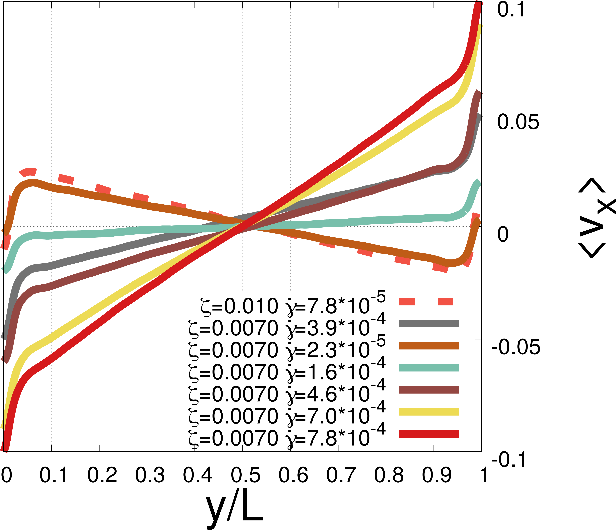 0.1
0.05
0
-0.05
-0.1
<v_x>
ζ=0.010 γ̇=7.8*10^-5
ζ=0.0070 γ̇=3.9*10^-4
ζ=0.0070 γ̇=2.3*10^-5
ζ=0.0070 γ̇=1.6*10^-4
ζ=0.0070 γ̇=4.6*10^-4
ζ=0.0070 γ̇=7.0*10^-4
ζ=0.0070 γ̇=7.8*10^-4
0 0.1 0.2 0.3 0.4 0.5 0.6 0.7 0.8 0.9 1
y/L